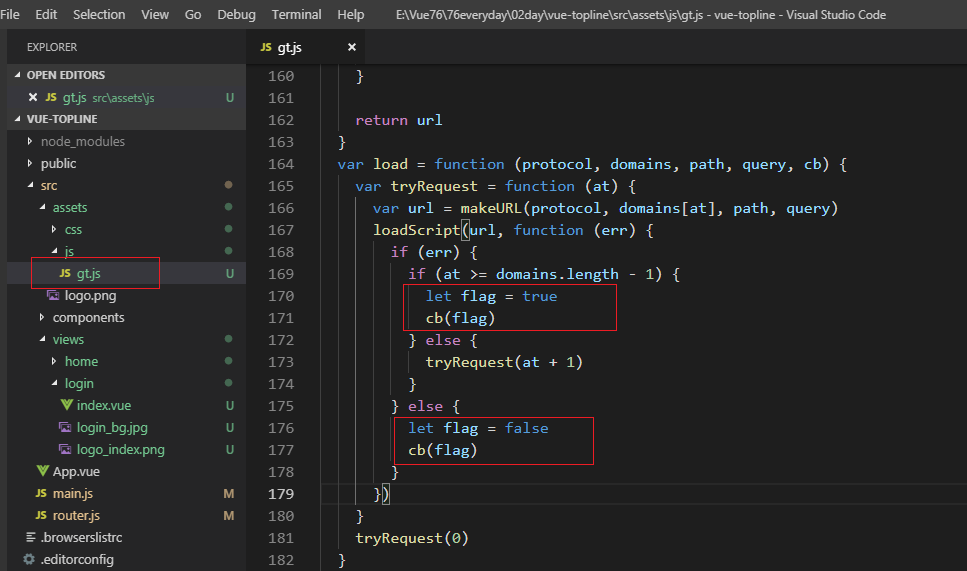 File Edit Selection View Go Debug Terminal Help E:\Vue76\76everyday\02day\vue-topline\src\assets\js\gt.js - vue-topline - Visual Studio Code
EXPLORER
OPEN EDITORS
JS gt.js src\assets\js U
VUE-TOPLINE
node_modules
public
src
assets
css
js
JS gt.js U
logo.png
components
views
home
login
index.vue U
login_bg.jpg U
logo_index.png U
App.vue
JS main.js M
JS router.js M
.browserslistrc
.editorconfig
JS gt.js
160 }
161
162 return url
163 }
164 var load = function (protocol, domains, path, query, cb) {
165 var tryRequest = function (at) {
166 var url = makeURL(protocol, domains[at], path, query)
167 loadScript(url, function (err) {
168 if (err) {
169 if (at >= domains.length - 1) {
170 let flag = true
171 cb(flag)
172 } else {
173 tryRequest(at + 1)
174 }
175 } else {
176 let flag = false
177 cb(flag)
178 }
179 })
180 }
181 tryRequest(0)
182 }